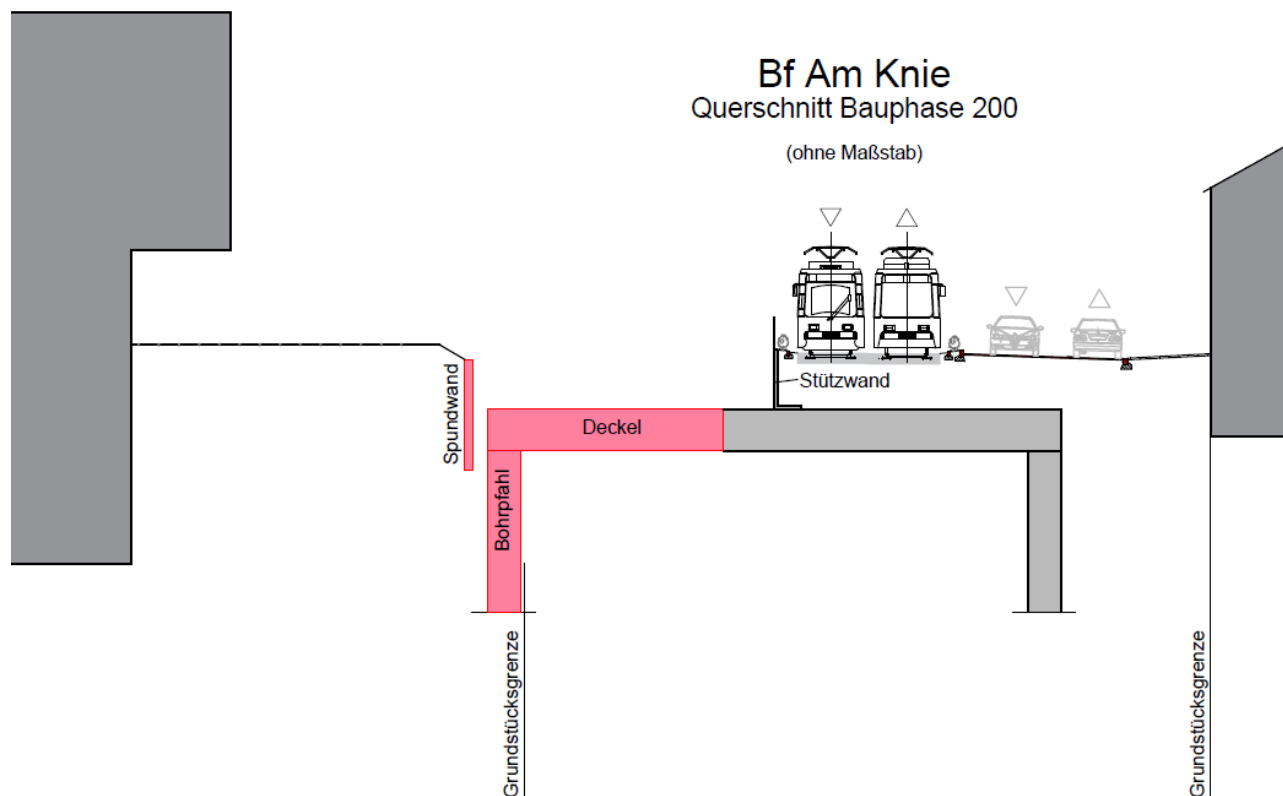 Bf Am Knie
Querschnitt Bauphase 200
(ohne Maßstab)
Stützwand
Spundwand
Deckel
Bohrpfahl
Grundstücksgrenze
Grundstücksgrenze